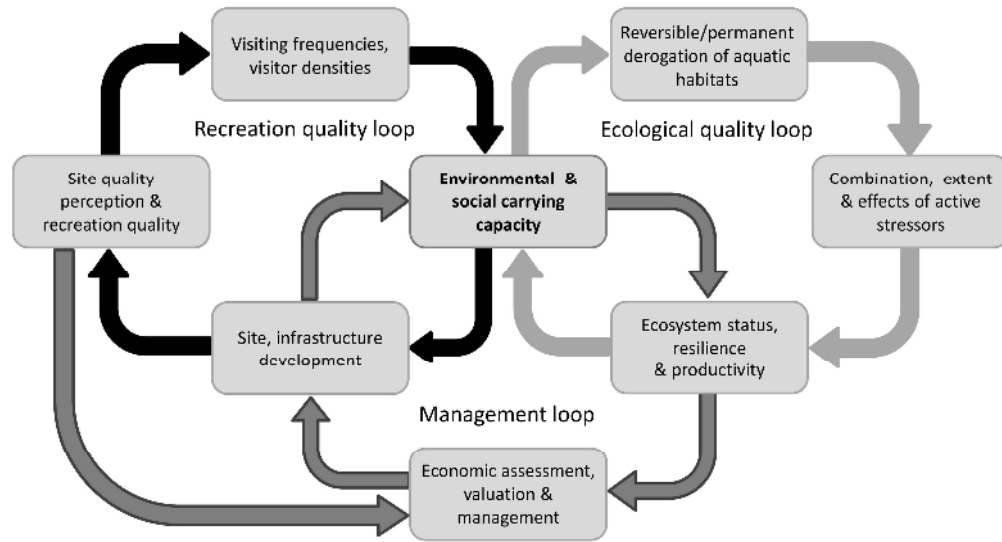 Visiting frequencies,
visitor densities
Reversible/permanent
derogation of aquatic
habitats
Recreation quality loop
Ecological quality loop
Site quality
perception &
recreation quality
Environmental &
social carrying
capacity
Combination, extent
& effects of active
stressors
Site, infrastructure
development
Ecosystem status,
resilience
& productivity
Management loop
Economic assessment,
valuation &
management